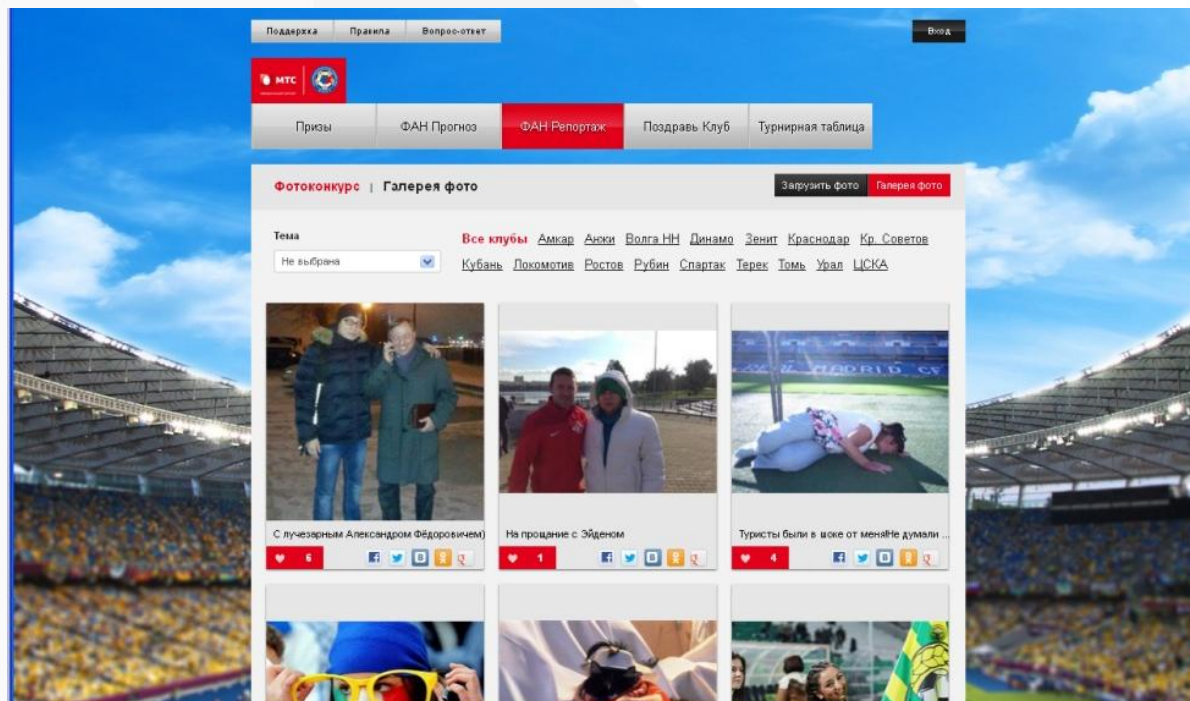 Поддержка Правила Вопрос-ответ Вход
МТС
Призы ФАН Прогноз ФАН Репортаж Поздравь Клуб Турнирная таблица
Фотоконкурс | Галерея фото Загрузить фото Галерея фото
Тема
Все клубы Амкар Анжи Волга НН Динамо Зенит Краснодар Кр. Советов
Не выбрана
Кубань Локомотив Ростов Рубин Спартак Терек Томь Урал ЦСКА
REAL MADRID CF
С лучезарным Александром Фёдоровичем)
На прощание с Эйденом
Туристы были в шоке от меня!Не думали ...
6 1 4